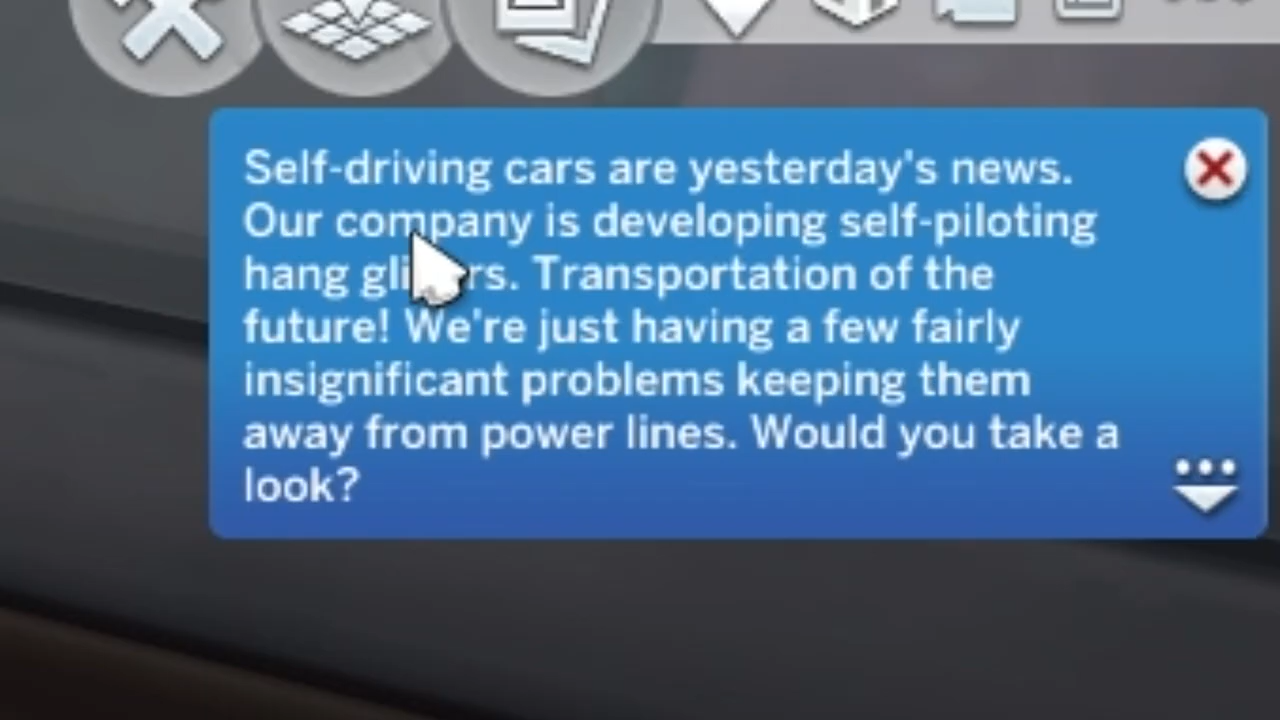 Self-driving cars are yesterday's news.
Our company is developing self-piloting
hang gliders. Transportation of the
future! We're just having a few fairly
insignificant problems keeping them
away from power lines. Would you take a
look?